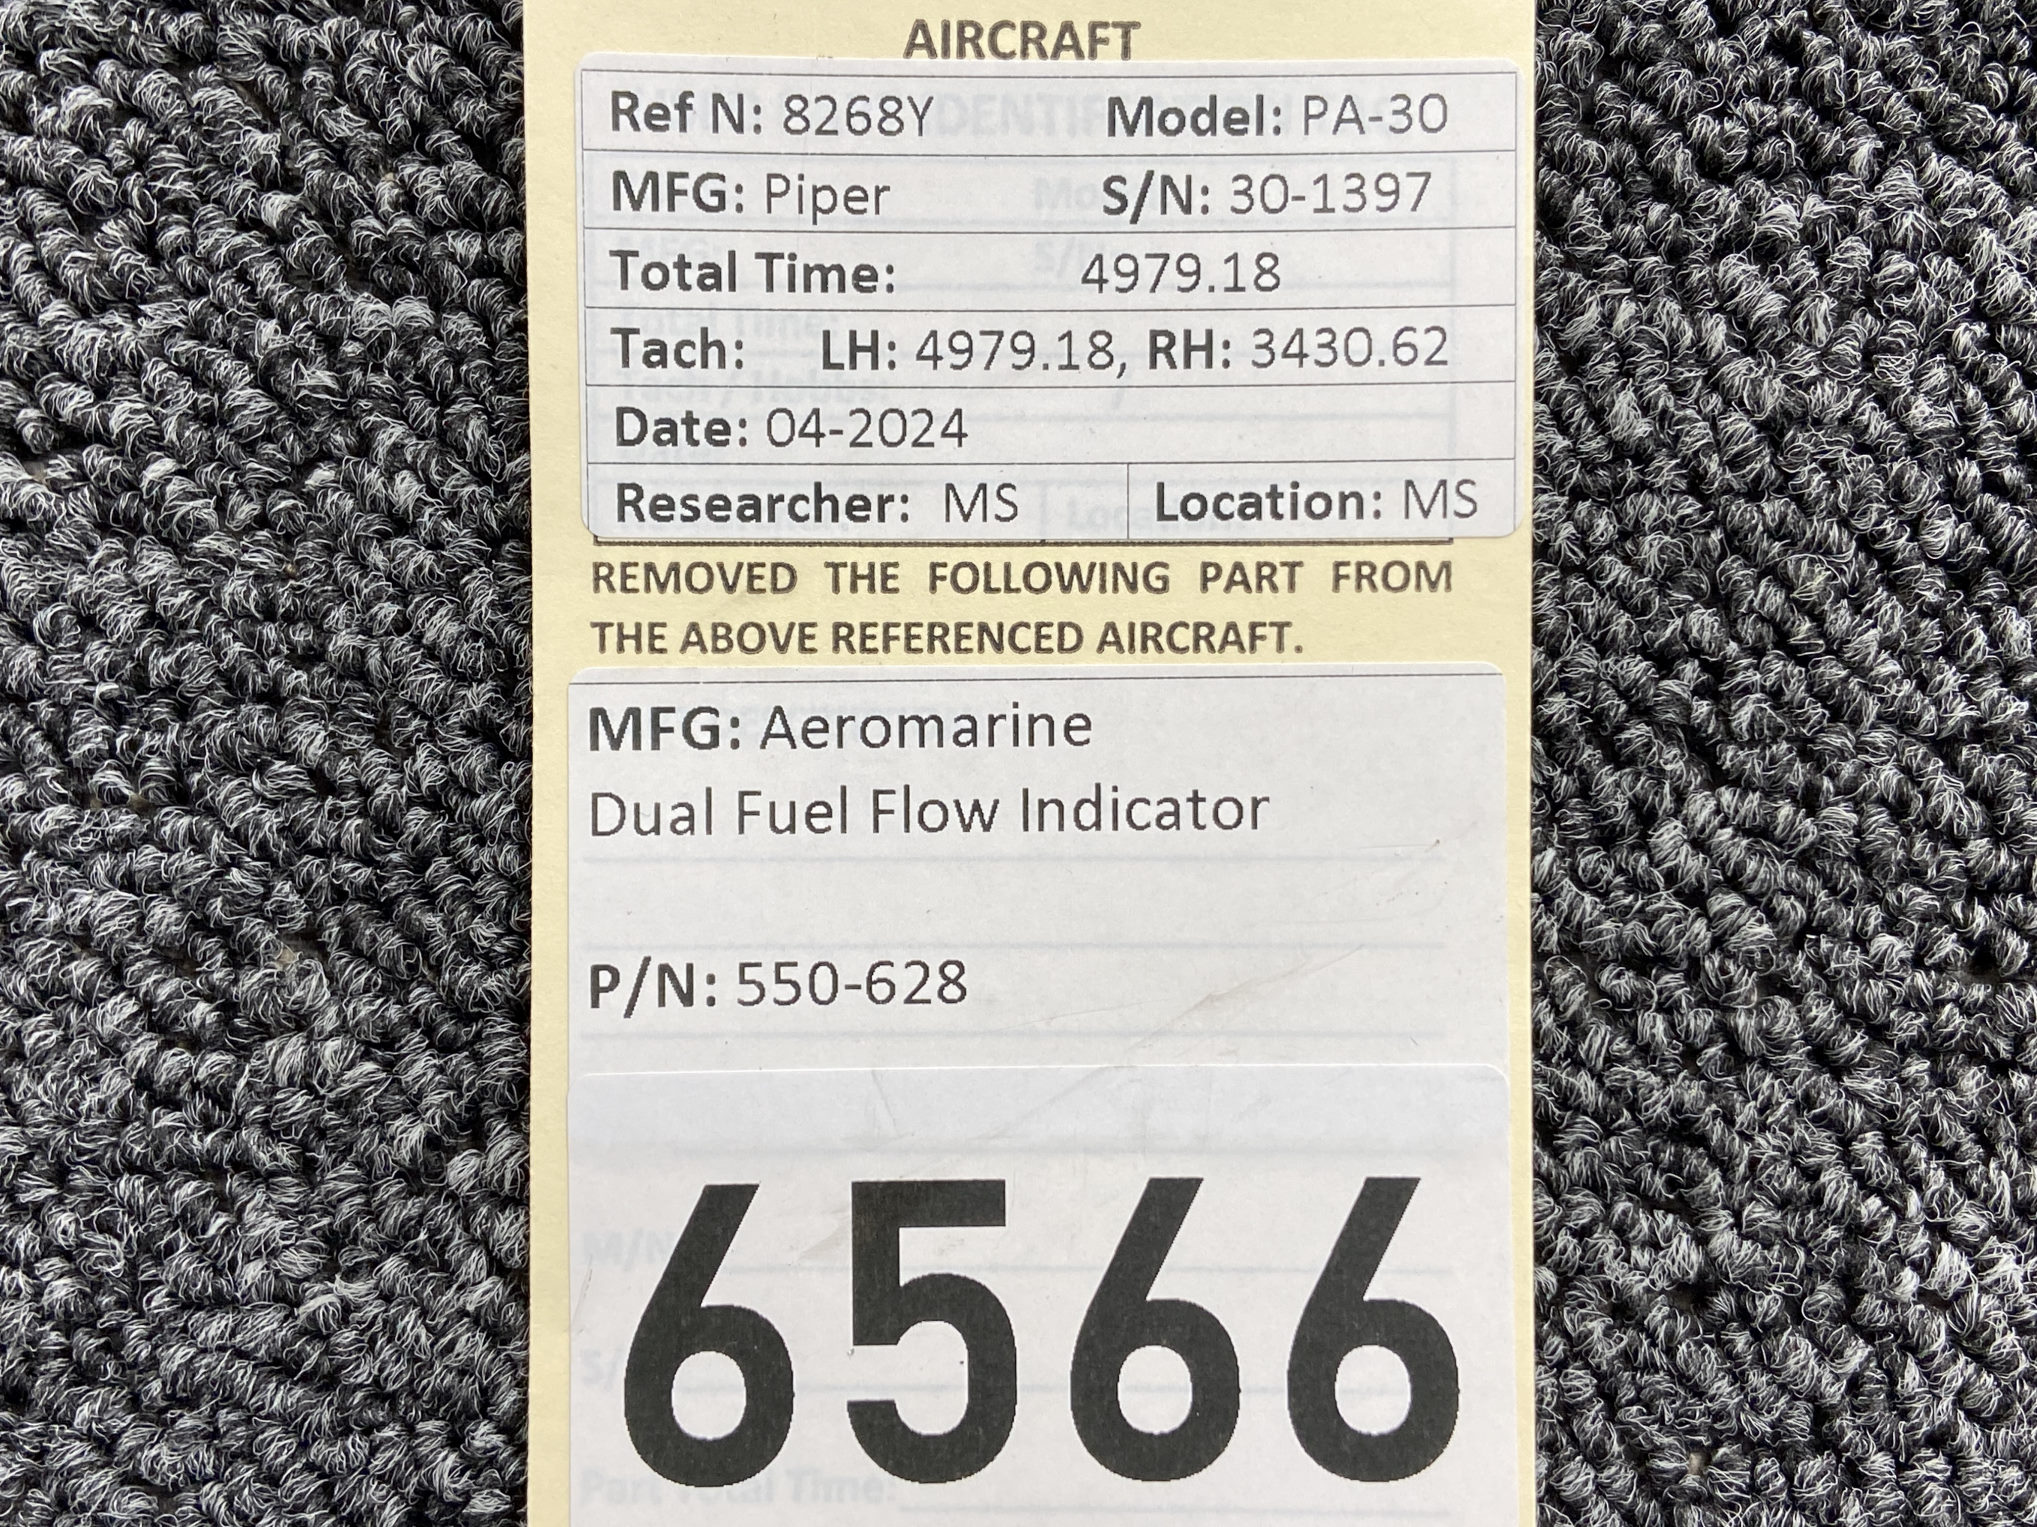 AIRCRAFT
Ref N: 8268Y Model: PA-30
MFG: Piper S/N: 30-1397
Total Time: 4979.18
Tach: LH: 4979.18, RH: 3430.62
Date: 04-2024
Researcher: MS Location: MS
REMOVED THE FOLLOWING PART FROM
THE ABOVE REFERENCED AIRCRAFT.
MFG: Aeromarine
Dual Fuel Flow Indicator
P/N: 550-628
6566